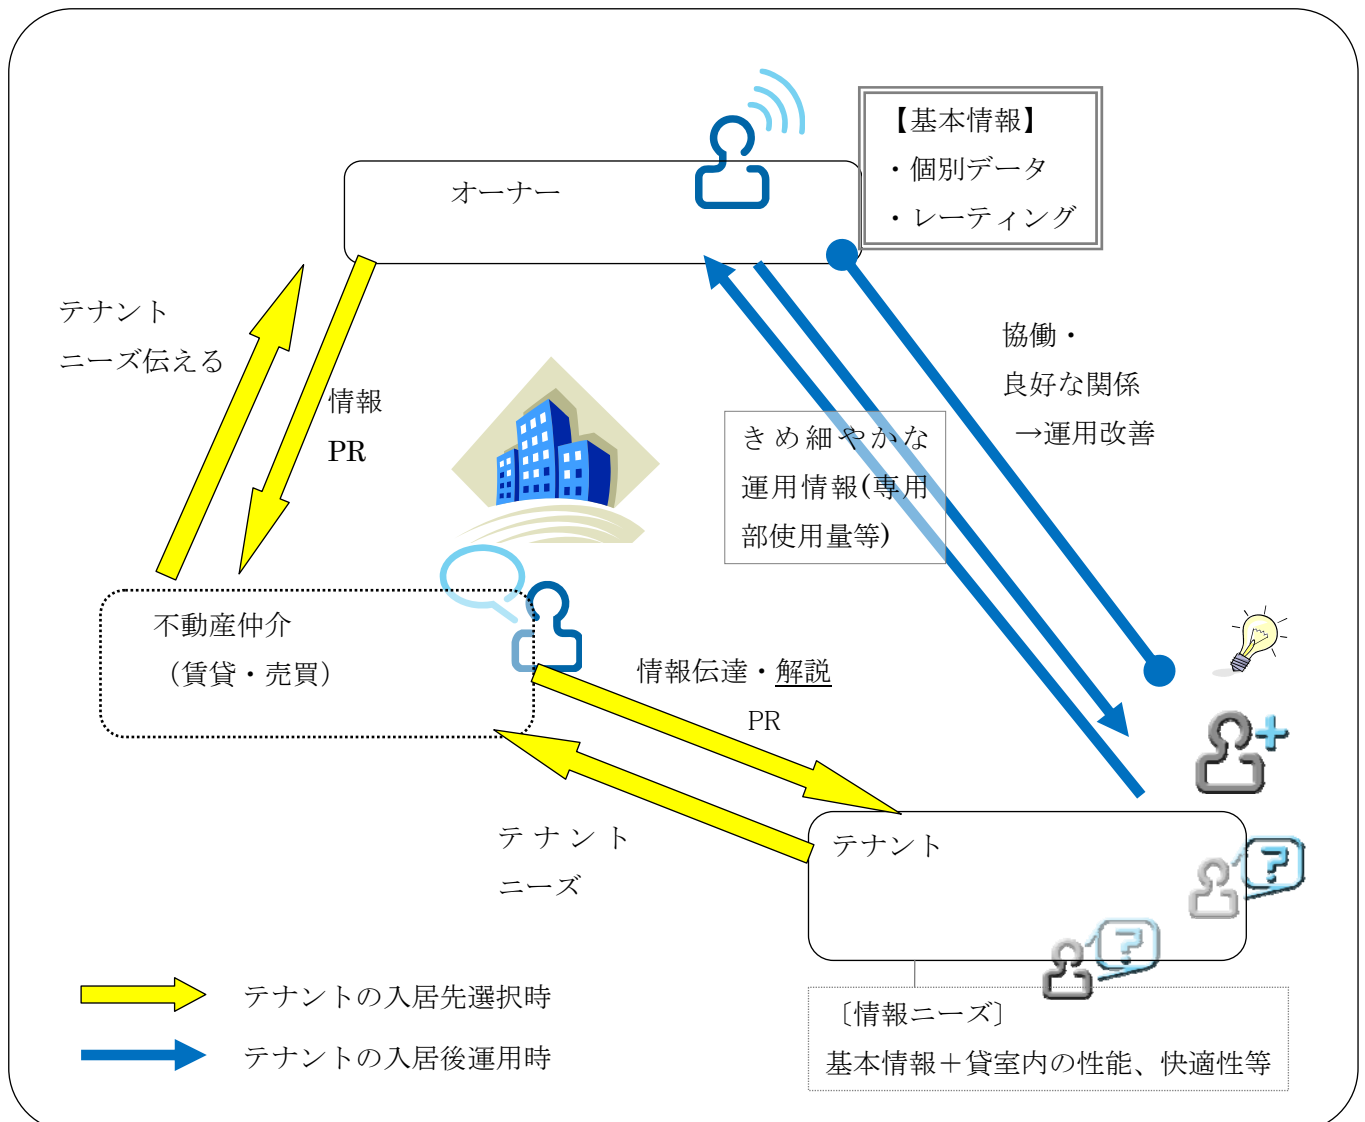 【基本情報】
・個別データ
・レーティング
オーナー
テナント
ニーズ伝える
情報
PR
協働・
良好な関係
→運用改善
きめ細やかな
運用情報(専用
部使用量等)
不動産仲介
（賃貸・売買）
情報伝達・解説
PR
テナント
ニーズ
テナント
テナントの入居先選択時
テナントの入居後運用時
〔情報ニーズ〕
基本情報＋貸室内の性能、快適性等
?
?